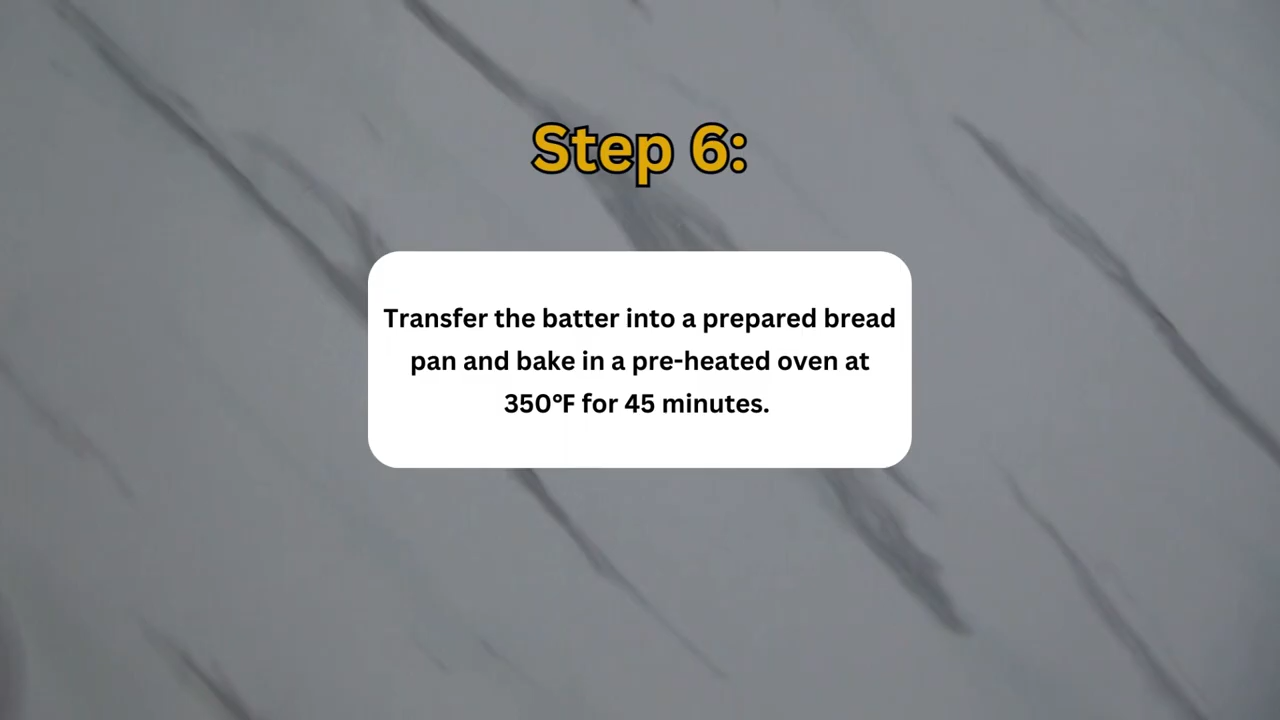 Step 6:
Transfer the batter into a prepared bread
pan and bake in a pre-heated oven at
350°F for 45 minutes.